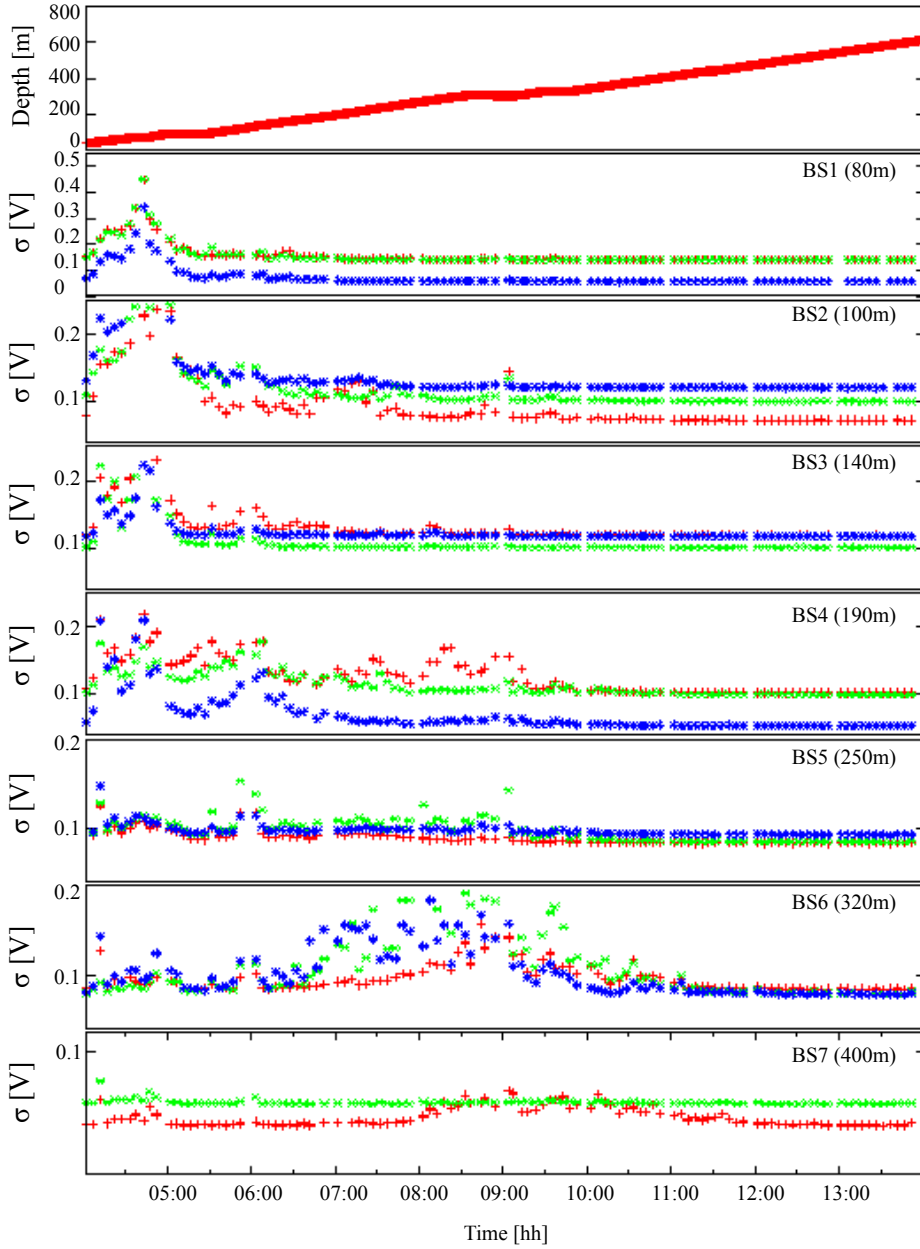 800
600
400
200
0
Depth [m]
BS1 (80m)
0.5
0.4
0.3
0.2
0.1
0
σ [V]
BS2 (100m)
0.2
0.1
σ [V]
BS3 (140m)
0.2
0.1
σ [V]
BS4 (190m)
0.2
0.1
σ [V]
BS5 (250m)
0.2
0.1
σ [V]
BS6 (320m)
0.2
0.1
σ [V]
BS7 (400m)
0.1
σ [V]
05:00 06:00 07:00 08:00 09:00 10:00 11:00 12:00 13:00
Time [hh]